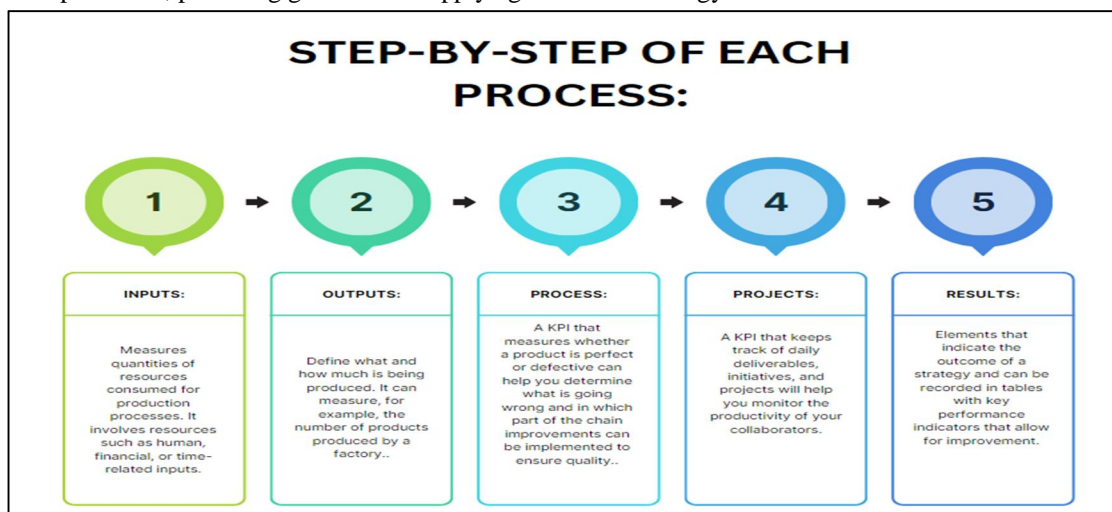 STEP-BY-STEP OF EACH
PROCESS:
1
2
3
4
5
INPUTS:
Measures
quantities of
resources
consumed for
production
processes. It
involves resources
such as human,
financial, or time-
related inputs.
OUTPUTS:
Define what and
how much is being
produced. It can
measure, for
example, the
number of products
produced by a
factory..
PROCESS:
A KPI that
measures whether
a product is perfect
or defective can
help you determine
what is going
wrong and in which
part of the chain
improvements can
be implemented to
ensure quality..
PROJECTS:
A KPI that keeps
track of daily
deliverables,
initiatives, and
projects will help
you monitor the
productivity of your
collaborators.
RESULTS:
Elements that
indicate the
outcome of a
strategy and can be
recorded in tables
with key
performance
indicators that allow
for improvement.